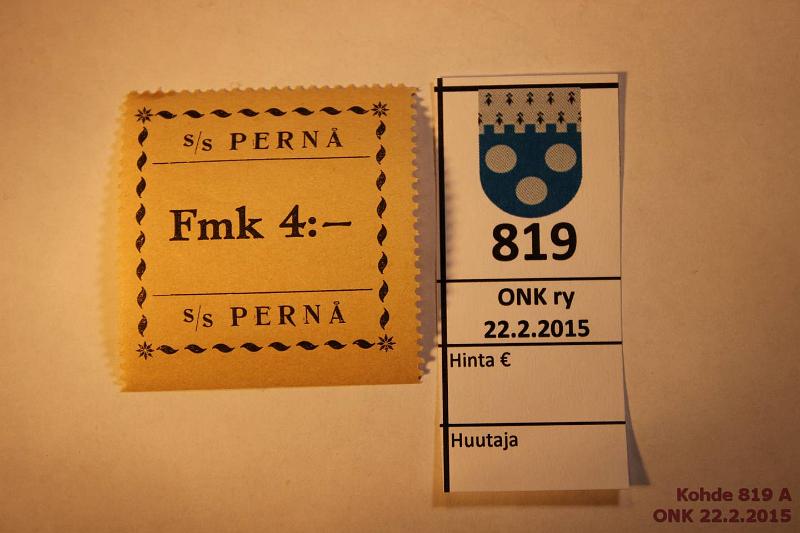 s/s PERNÅ
Fmk 4:—
s/s PERNÅ
819
ONK ry
22.2.2015
Hinta €
Huutaja
Kohde 819 A
ONK 22.2.2015